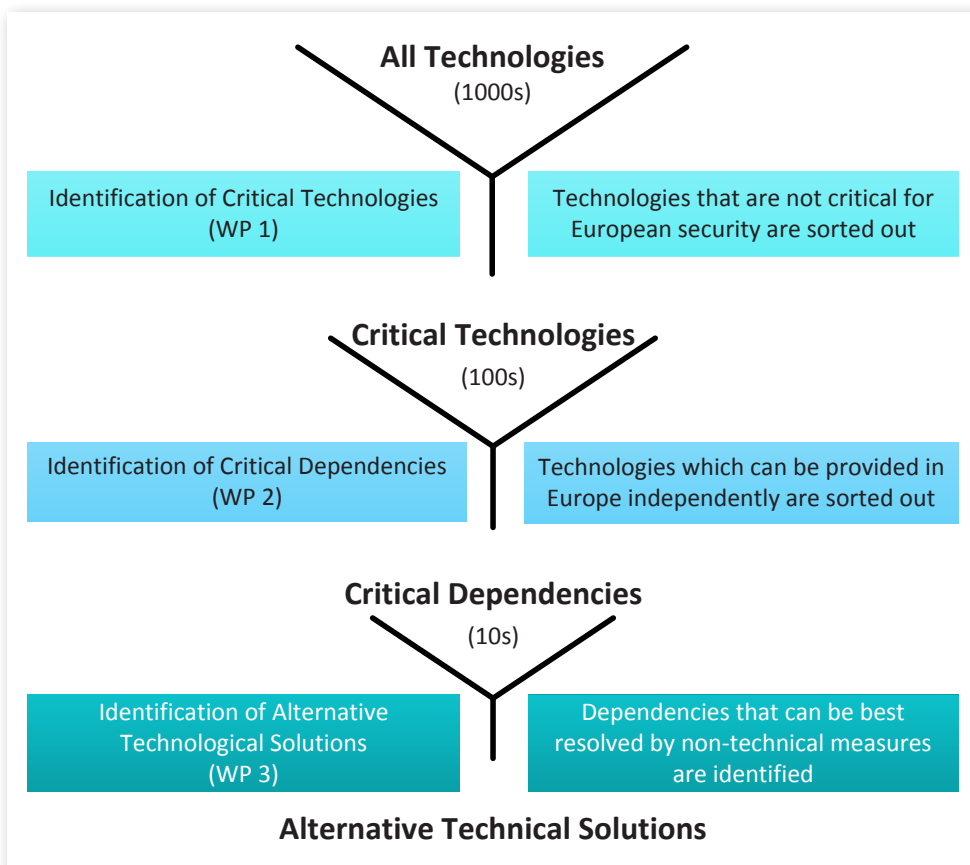 All Technologies
(1000s)
Identification of Critical Technologies
(WP 1)
Technologies that are not critical for
European security are sorted out
Critical Technologies
(100s)
Identification of Critical Dependencies
(WP 2)
Technologies which can be provided in
Europe independently are sorted out
Critical Dependencies
(10s)
Identification of Alternative
Technological Solutions
(WP 3)
Dependencies that can be best
resolved by non-technical measures
are identified
Alternative Technical Solutions